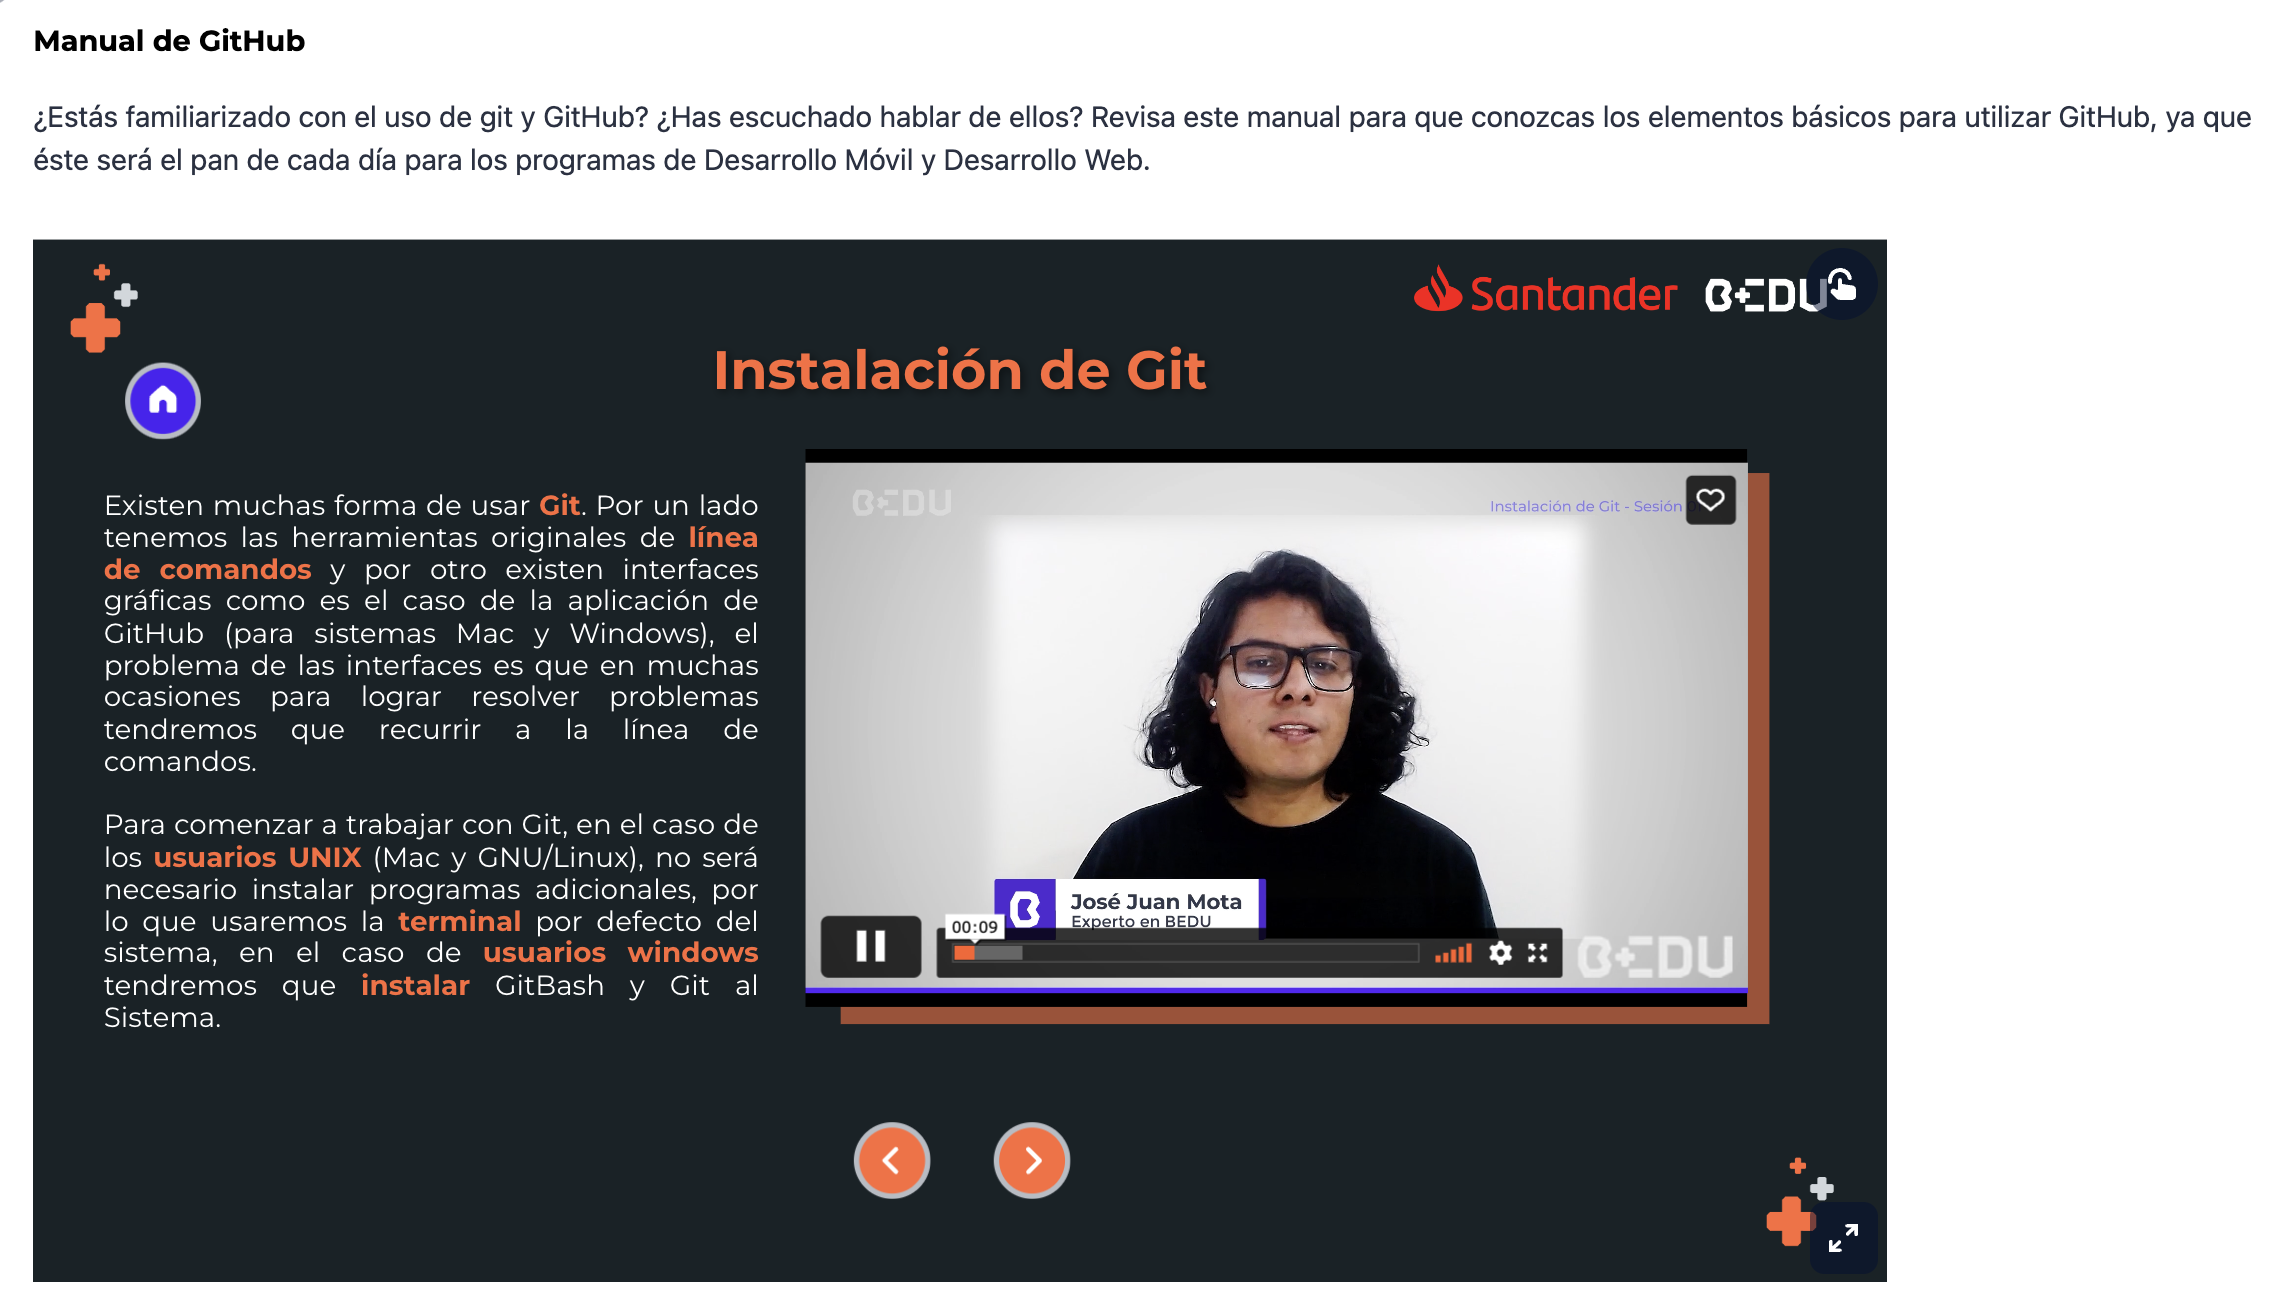 Manual de GitHub
¿Estás familiarizado con el uso de git y GitHub? ¿Has escuchado hablar de ellos? Revisa este manual para que conozcas los elementos básicos para utilizar GitHub, ya que
éste será el pan de cada día para los programas de Desarrollo Móvil y Desarrollo Web.
Santander BEDU
Instalación de Git
Existen muchas forma de usar Git. Por un lado
tenemos las herramientas originales de línea
de comandos y por otro existen interfaces
gráficas como es el caso de la aplicación de
GitHub (para sistemas Mac y Windows), el
problema de las interfaces es que en muchas
ocasiones para lograr resolver problemas
tendremos que recurrir a la línea de
comandos.
Para comenzar a trabajar con Git, en el caso de
los usuarios UNIX (Mac y GNU/Linux), no será
necesario instalar programas adicionales, por
lo que usaremos la terminal por defecto del
sistema, en el caso de usuarios windows
tendremos que instalar GitBash y Git al
Sistema.
BEDU
Instalación de Git - Sesión
José Juan Mota
Experto en BEDU
00:09
BEDU